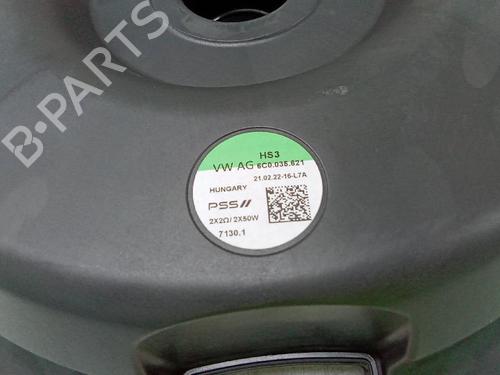 B-PARTS
HS3
VW AG 6C0.035.621
21.02.22-16-L7A
HUNGARY
PSS//
2X2Ω/ 2X50W
7130.1